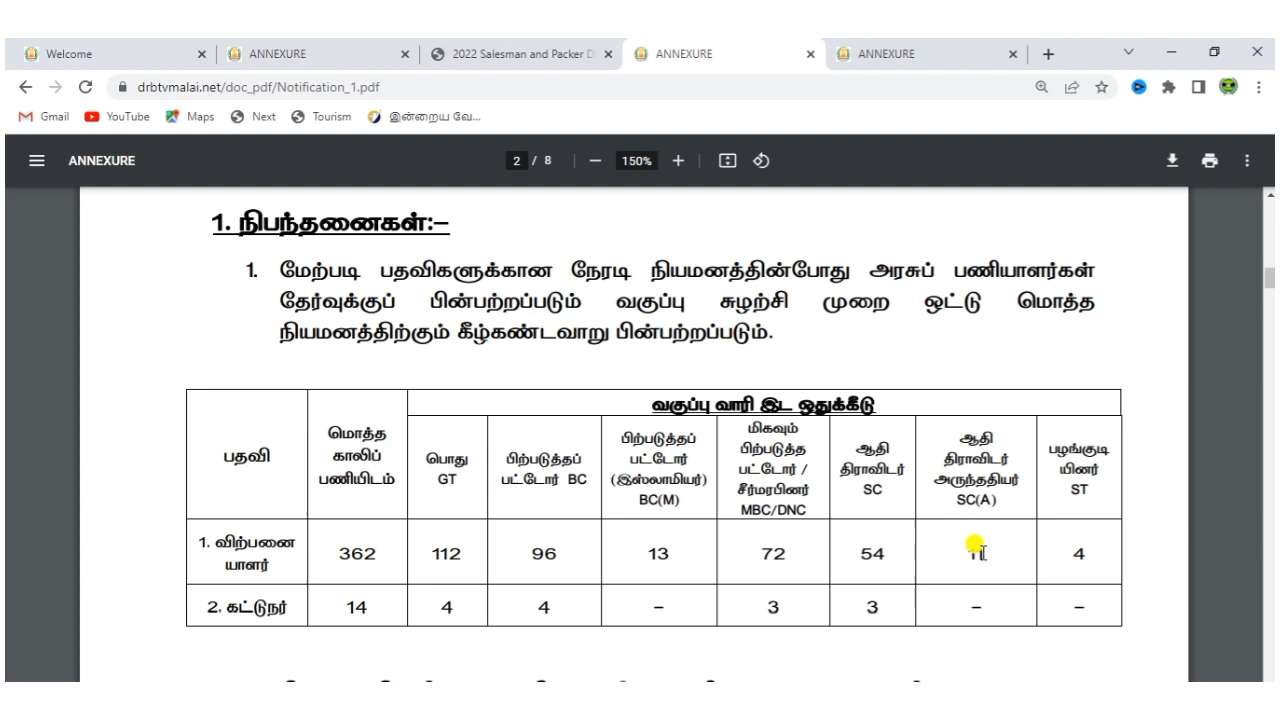 Welcome
ANNEXURE
2022 Salesman and Packer D
ANNEXURE
ANNEXURE
drbtvmalai.net/doc_pdf/Notification_1.pdf
Gmail YouTube Maps Next Tourism இன்றைய வே...
ANNEXURE 2 / 8 150%
1. நிபந்தனைகள்:–
1. மேற்படி பதவிகளுக்கான நேரடி நியமனத்தின்போது அரசுப் பணியாளர்கள்
தேர்வுக்குப் பின்பற்றப்படும் வகுப்பு சுழற்சி முறை ஒட்டு மொத்த
நியமனத்திற்கும் கீழ்கண்டவாறு பின்பற்றப்படும்.
வகுப்பு வாரி இட ஒதுக்கீடு
பதவி
மொத்த
காலிப்
பணியிடம்
பொது
GT
பிற்படுத்தப்
பட்டோர் BC
பிற்படுத்தப்
பட்டோர்
(இஸ்லாமியர்)
BC(M)
மிகவும்
பிற்படுத்த
பட்டோர் /
சீர்மரபினர்
MBC/DNC
ஆதி
திராவிடர்
SC
ஆதி
திராவிடர்
அருந்ததியர்
SC(A)
பழங்குடி
யினர்
ST
1. விற்பனை
யாளர்
362 112 96 13 72 54 4
2. கட்டுநர் 14 4 4 – 3 3 – –